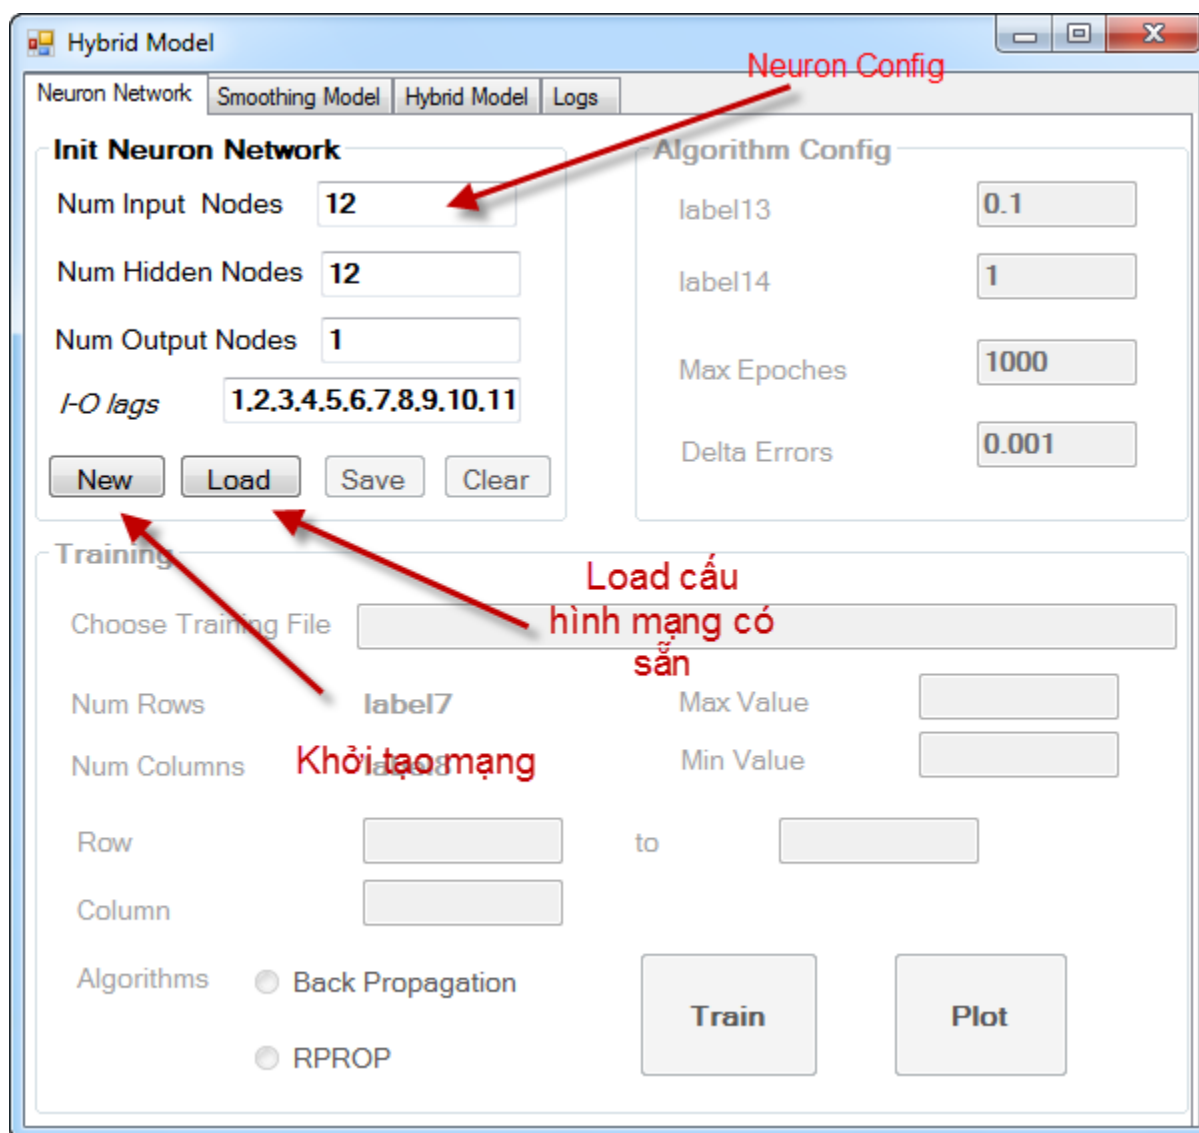 Hybrid Model
Neuron Config
Neuron Network Smoothing Model Hybrid Model Logs
Init Neuron Network
Num Input Nodes 12
Num Hidden Nodes 12
Num Output Nodes 1
I-O lags 1,2,3,4,5,6,7,8,9,10,11
New Load Save Clear
Algorithm Config
label13 0.1
label14 1
Max Epoches 1000
Delta Errors 0.001
Training
Load cấu
hình mạng có
sẵn
Choose Training File
Num Rows label7 Max Value
Num Columns label8 Min Value
Khởi tạo mạng
Row to
Column
Algorithms Back Propagation
RPROP
Train Plot